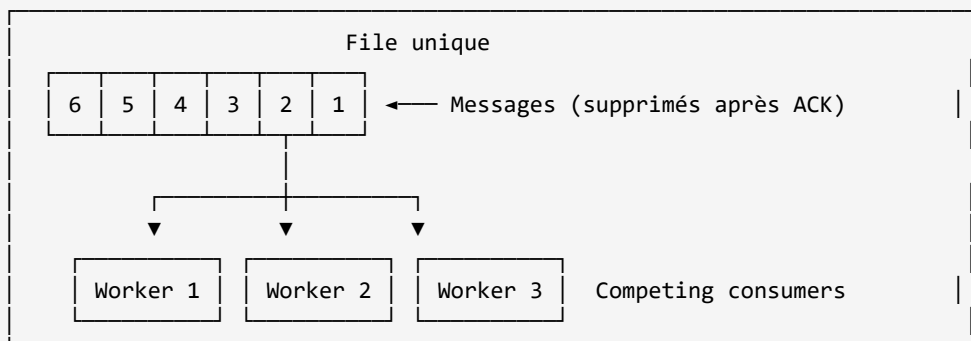 File unique
6 5 4 3 2 1 ◄─── Messages (supprimés après ACK)
Worker 1 Worker 2 Worker 3 Competing consumers